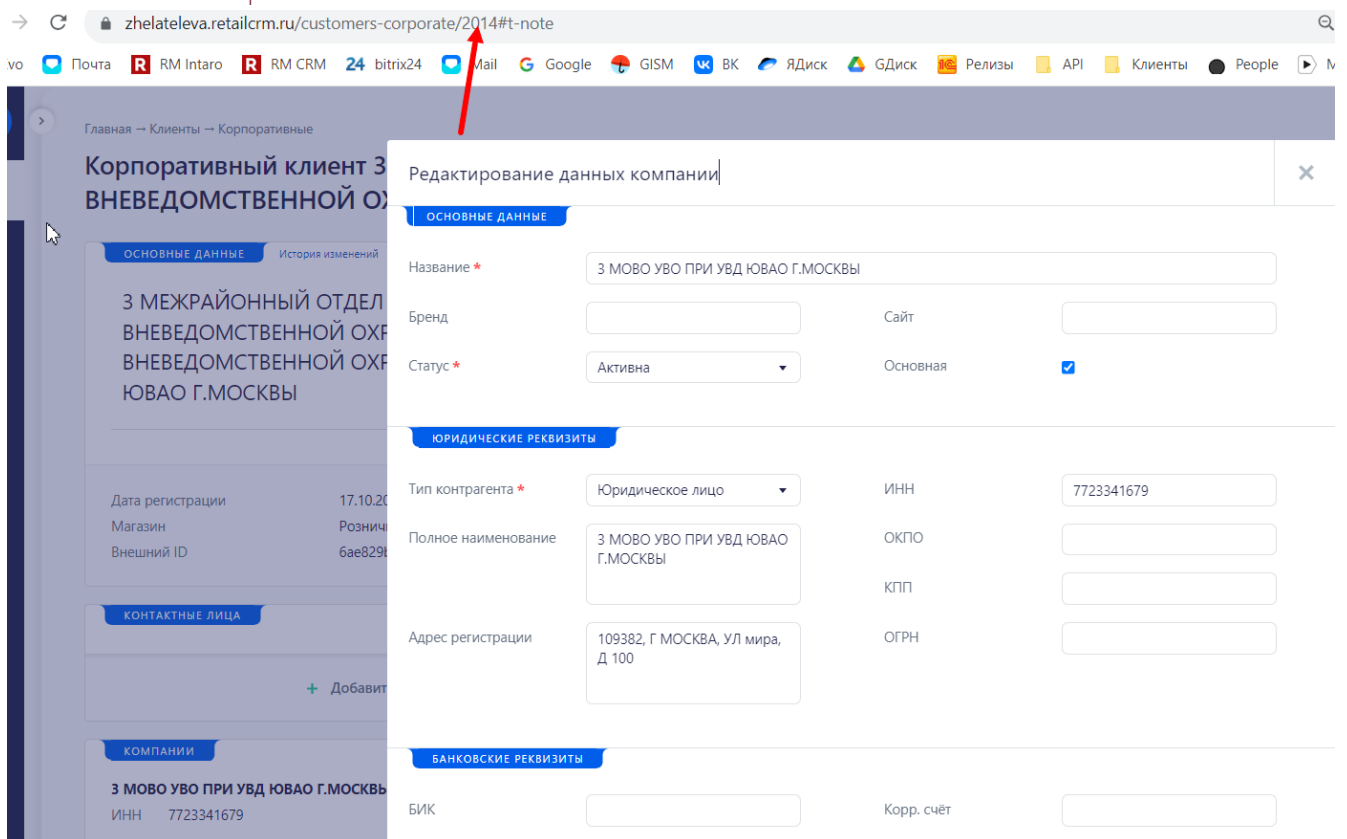 zhelateleva.retailcrm.ru/customers-corporate/2014#t-note
vo Почта RM Intaro RM CRM 24 bitrix24 Mail Google GISM ВК ЯДиск GДиск Релизы API Клиенты People
Главная → Клиенты → Корпоративные
Корпоративный клиент 3
ВНЕВЕДОМСТВЕННОЙ ОХ
ОСНОВНЫЕ ДАННЫЕ История изменений
3 МЕЖРАЙОННЫЙ ОТДЕЛ
ВНЕВЕДОМСТВЕННОЙ ОХР
ВНЕВЕДОМСТВЕННОЙ ОХР
ЮВАО Г.МОСКВЫ
Дата регистрации 17.10.20
Магазин Рознич
Внешний ID 6ae829b
КОНТАКТНЫЕ ЛИЦА
+ Добавит
КОМПАНИИ
3 МОВО УВО ПРИ УВД ЮВАО Г.МОСКВЫ
ИНН 7723341679
Редактирование данных компании
ОСНОВНЫЕ ДАННЫЕ
Название * 3 МОВО УВО ПРИ УВД ЮВАО Г.МОСКВЫ
Бренд Сайт
Статус * Активна Основная
ЮРИДИЧЕСКИЕ РЕКВИЗИТЫ
Тип контрагента * Юридическое лицо ИНН 7723341679
Полное наименование 3 МОВО УВО ПРИ УВД ЮВАО ОКПО
Г.МОСКВЫ
КПП
Адрес регистрации 109382, Г МОСКВА, УЛ мира, ОГРН
Д 100
БАНКОВСКИЕ РЕКВИЗИТЫ
БИК Корр. счёт